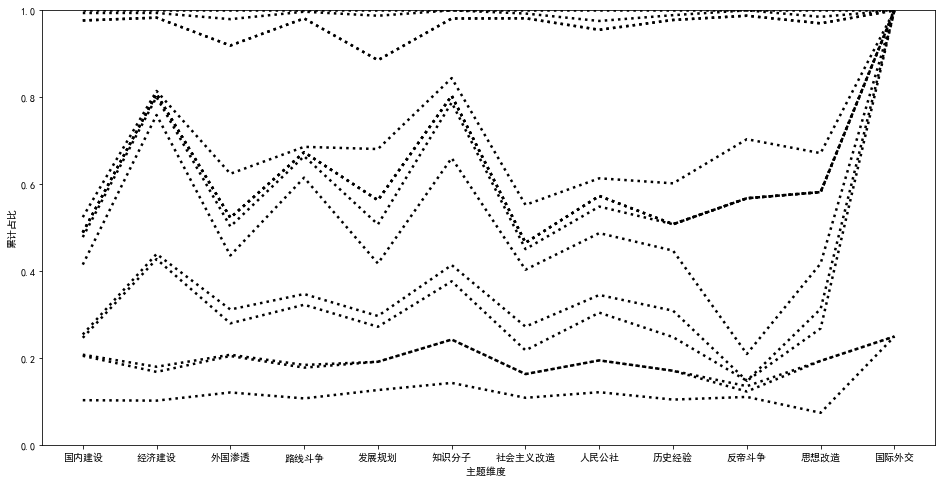 1.0
0.8
0.6
0.4
0.2
0.0
累计占比
国内建设 经济建设 外国渗透 路线斗争 发展规划 知识分子 社会主义改造 人民公社 历史经验 反帝斗争 思想改造 国际外交
主题维度